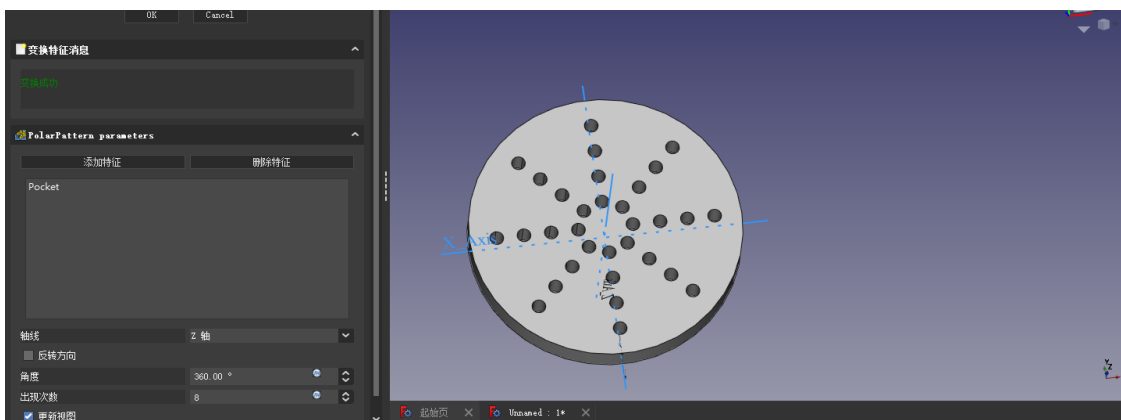 OK Cancel
变换特征消息
变换成功
PolarPattern parameters
添加特征 删除特征
Pocket
轴线 Z 轴
反转方向
角度 360.00 °
出现次数 8
更新视图
X_Axis
Y
Z
起始页 Unnamed : 1*